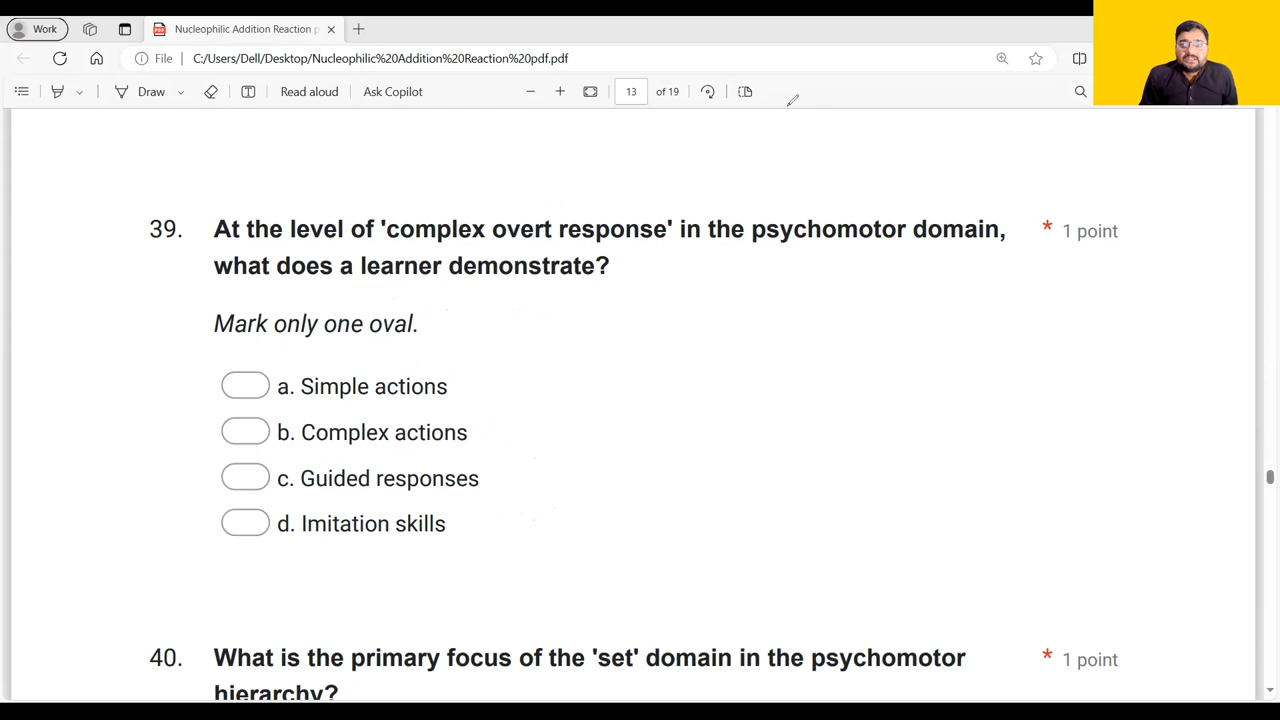 Work
Nucleophilic Addition Reaction p
File
C:/Users/Dell/Desktop/Nucleophilic%20Addition%20Reaction%20pdf.pdf
Draw
Read aloud
Ask Copilot
13
of 19
39. At the level of 'complex overt response' in the psychomotor domain, * 1 point
what does a learner demonstrate?
Mark only one oval.
a. Simple actions
b. Complex actions
c. Guided responses
d. Imitation skills
40. What is the primary focus of the 'set' domain in the psychomotor * 1 point
hierarchy?